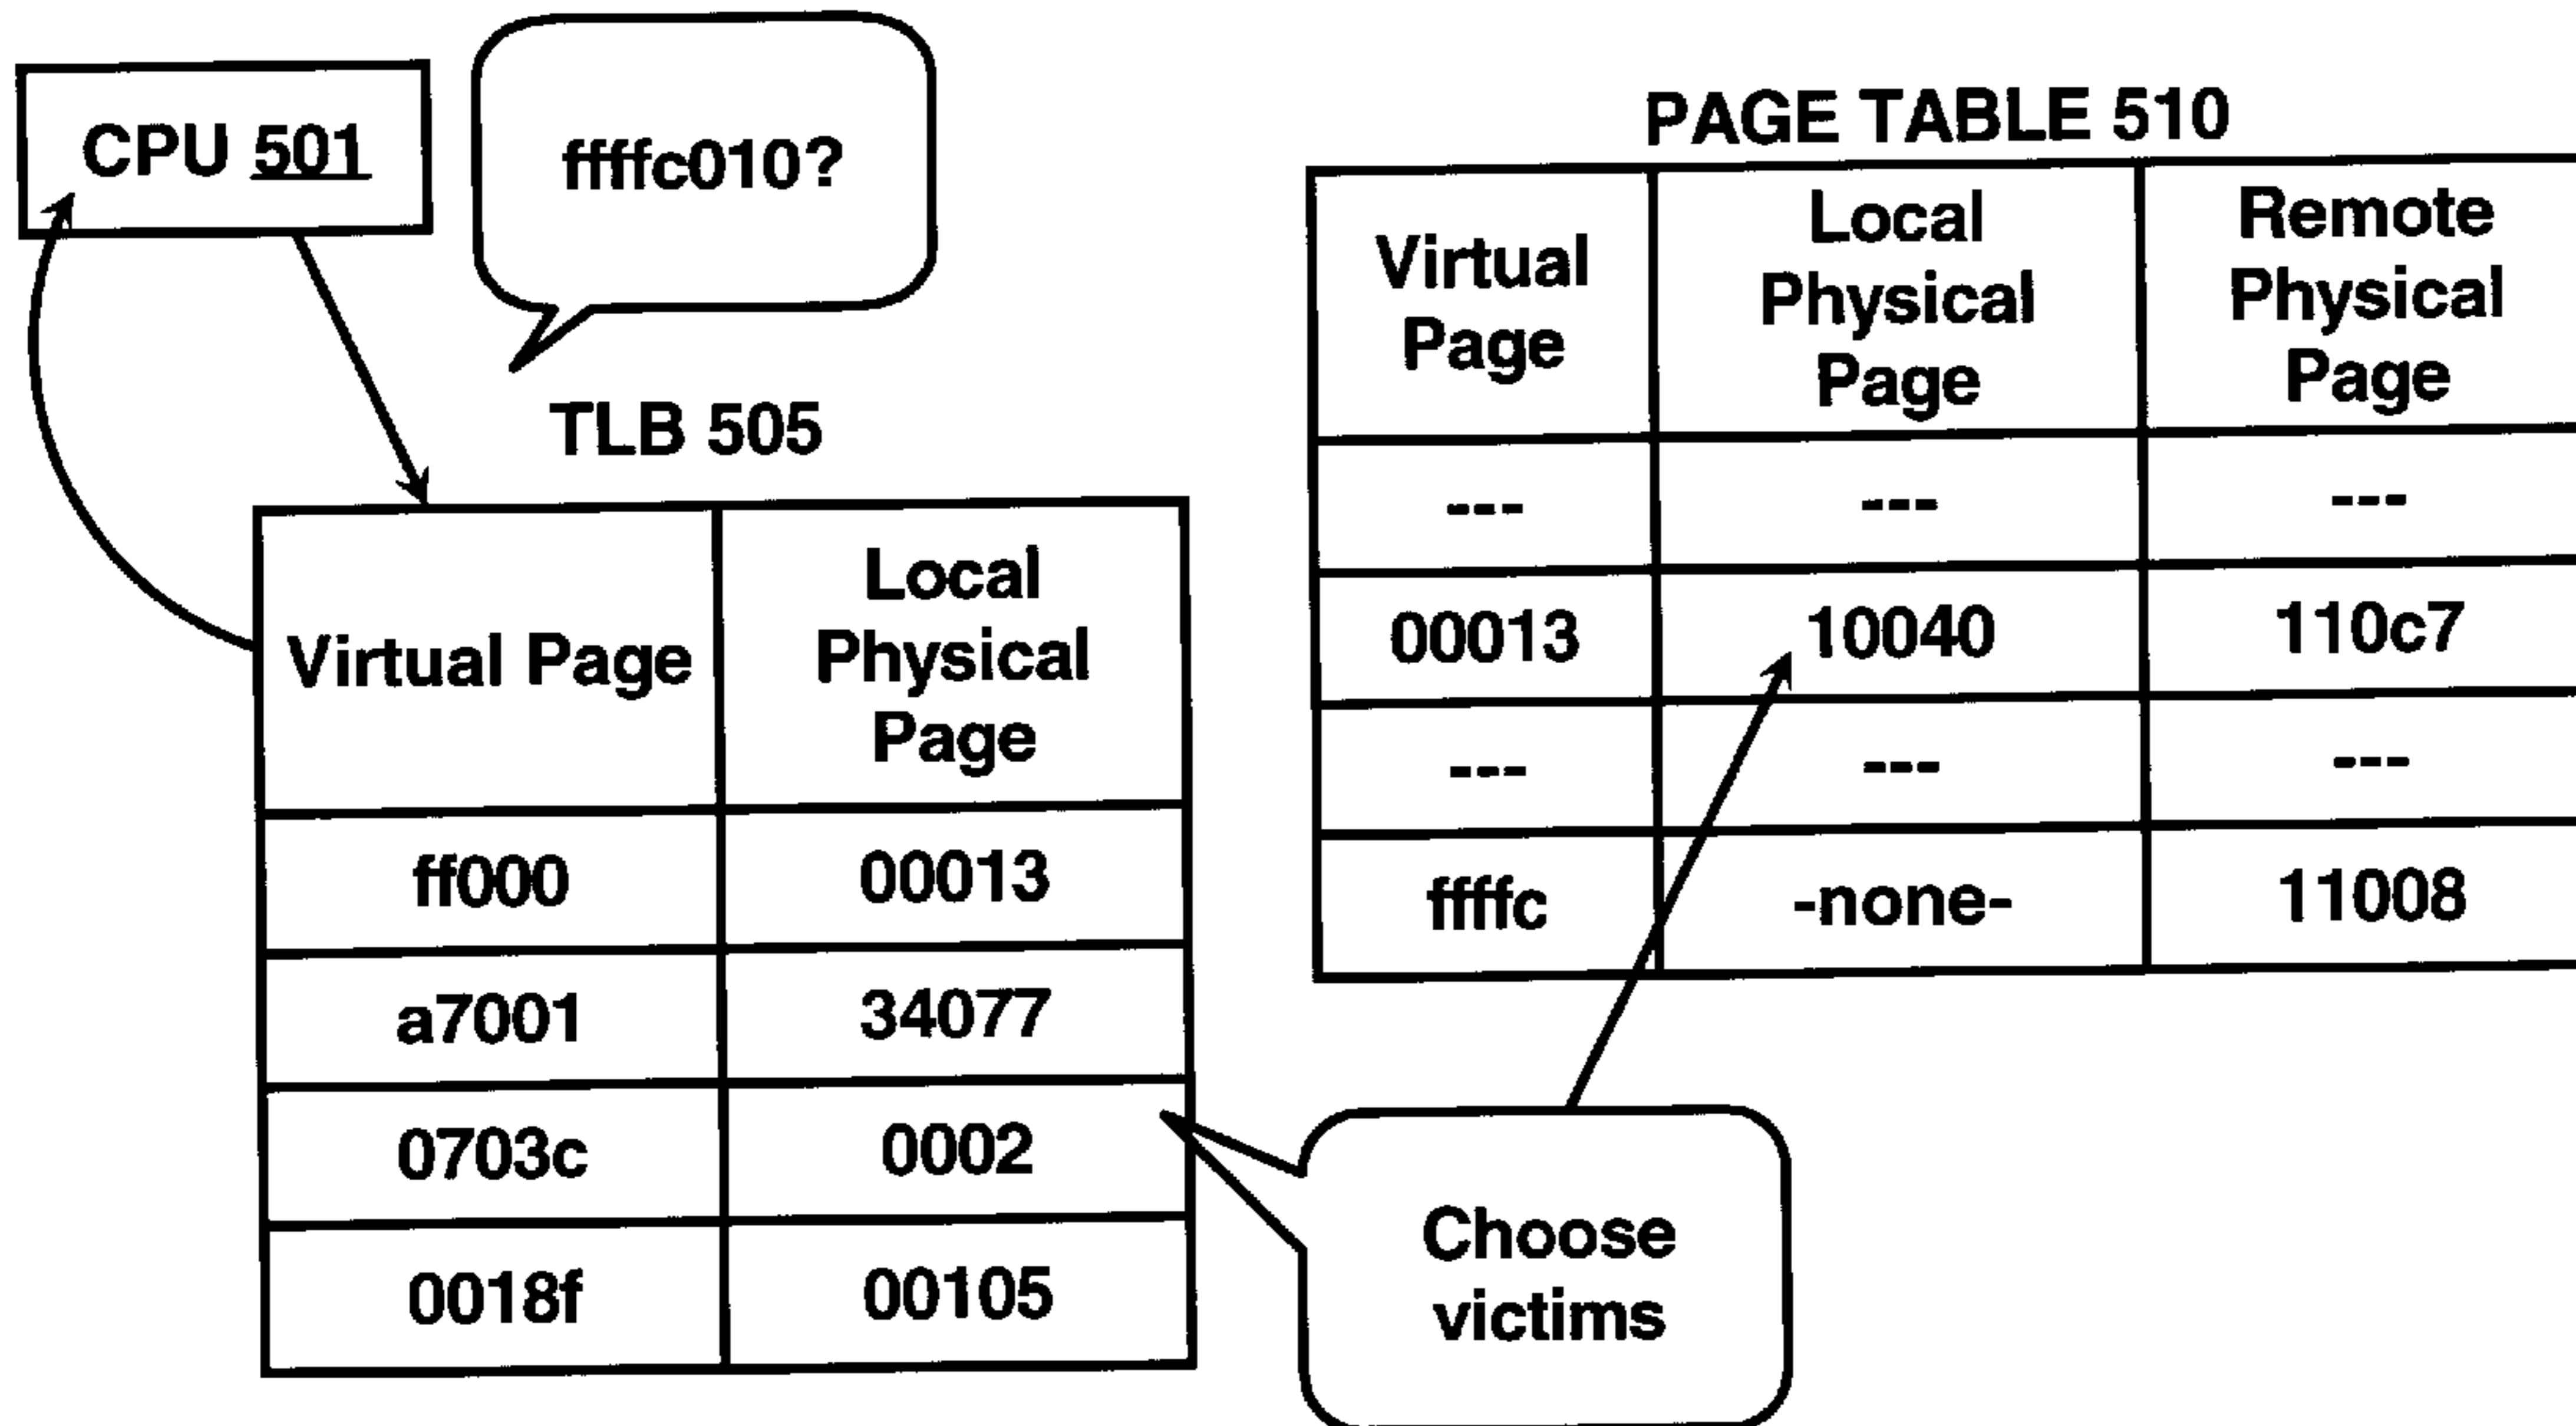 CPU 501
ffffc010?
TLB 505
Virtual Page
Local
Physical
Page
ff000
00013
a7001
34077
0703c
0002
0018f
00105
PAGE TABLE 510
Virtual
Page
Local
Physical
Page
Remote
Physical
Page
--- --- ---
00013 10040 110c7
--- --- ---
ffffc -none- 11008
Choose
victims